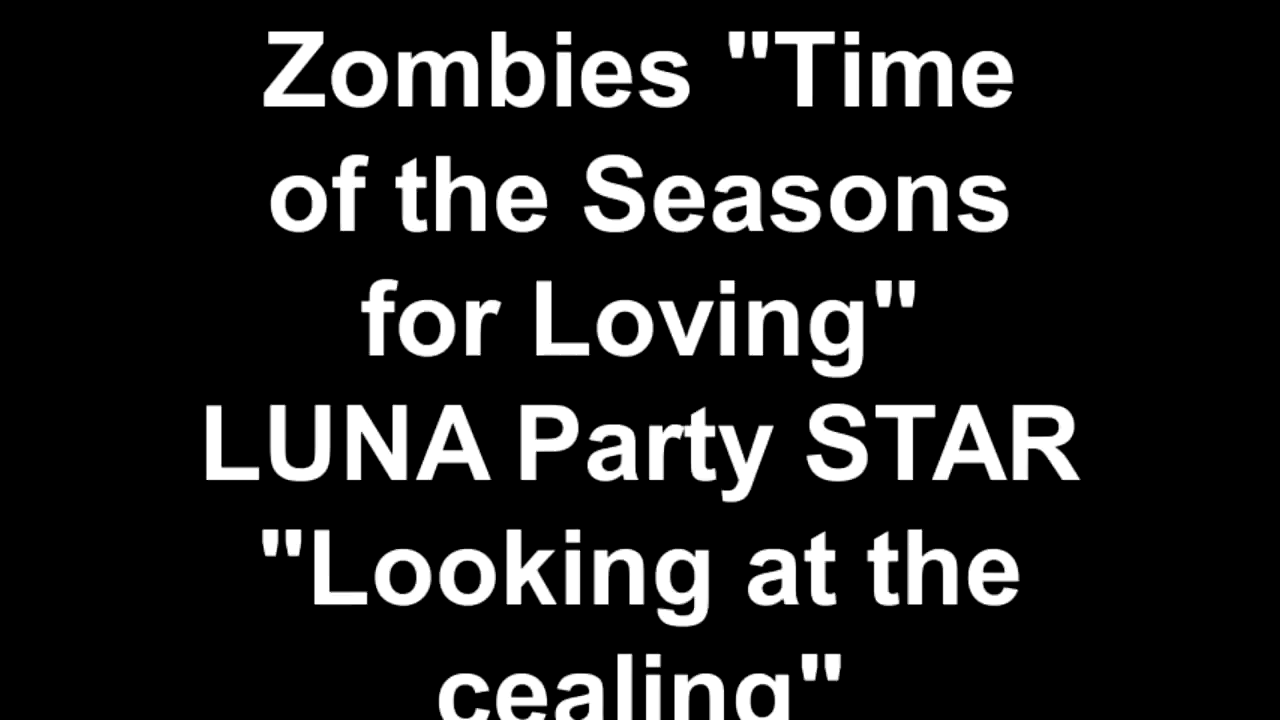 Zombies "Time
of the Seasons
for Loving"
LUNA Party STAR
"Looking at the
cealing"